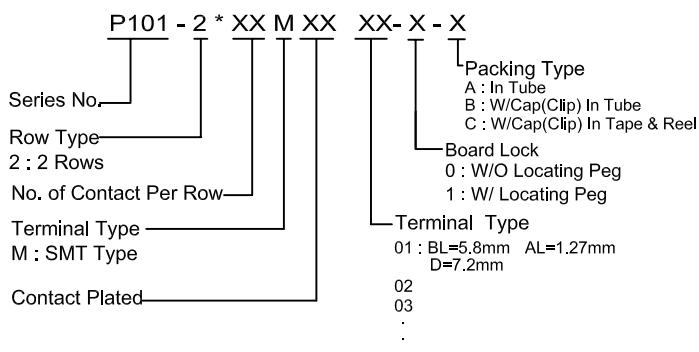 P101 - 2 * XX M XX XX - X - X
Packing Type
A : In Tube
B : W/Cap(Clip) In Tube
C : W/Cap(Clip) In Tape & Reel
Series No.
Row Type
2 : 2 Rows
Board Lock
0 : W/O Locating Peg
1 : W/ Locating Peg
No. of Contact Per Row
Terminal Type
M : SMT Type
Terminal Type
01 : BL=5.8mm AL=1.27mm
D=7.2mm
02
03
.
.
Contact Plated